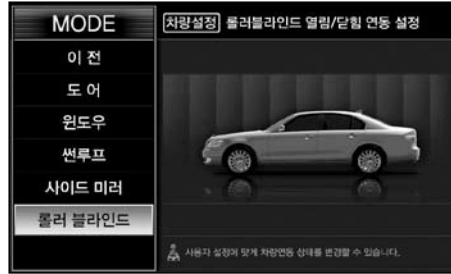 MODE
이 전
도 어
윈도우
썬루프
사이드 미러
롤러 블라인드
차량설정 롤러블라인드 열림/닫힘 연동 설정
사용자 설정에 맞게 차량연동 상태를 변경할 수 있습니다.